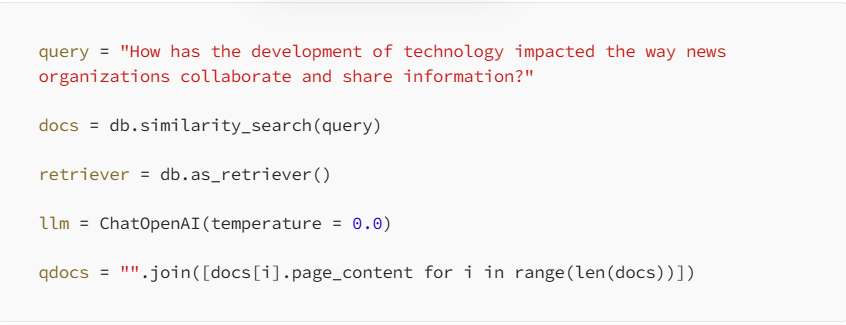 query = "How has the development of technology impacted the way news
organizations collaborate and share information?"
docs = db.similarity_search(query)
retriever = db.as_retriever()
llm = ChatOpenAI(temperature = 0.0)
qdocs = "".join([docs[i].page_content for i in range(len(docs))])